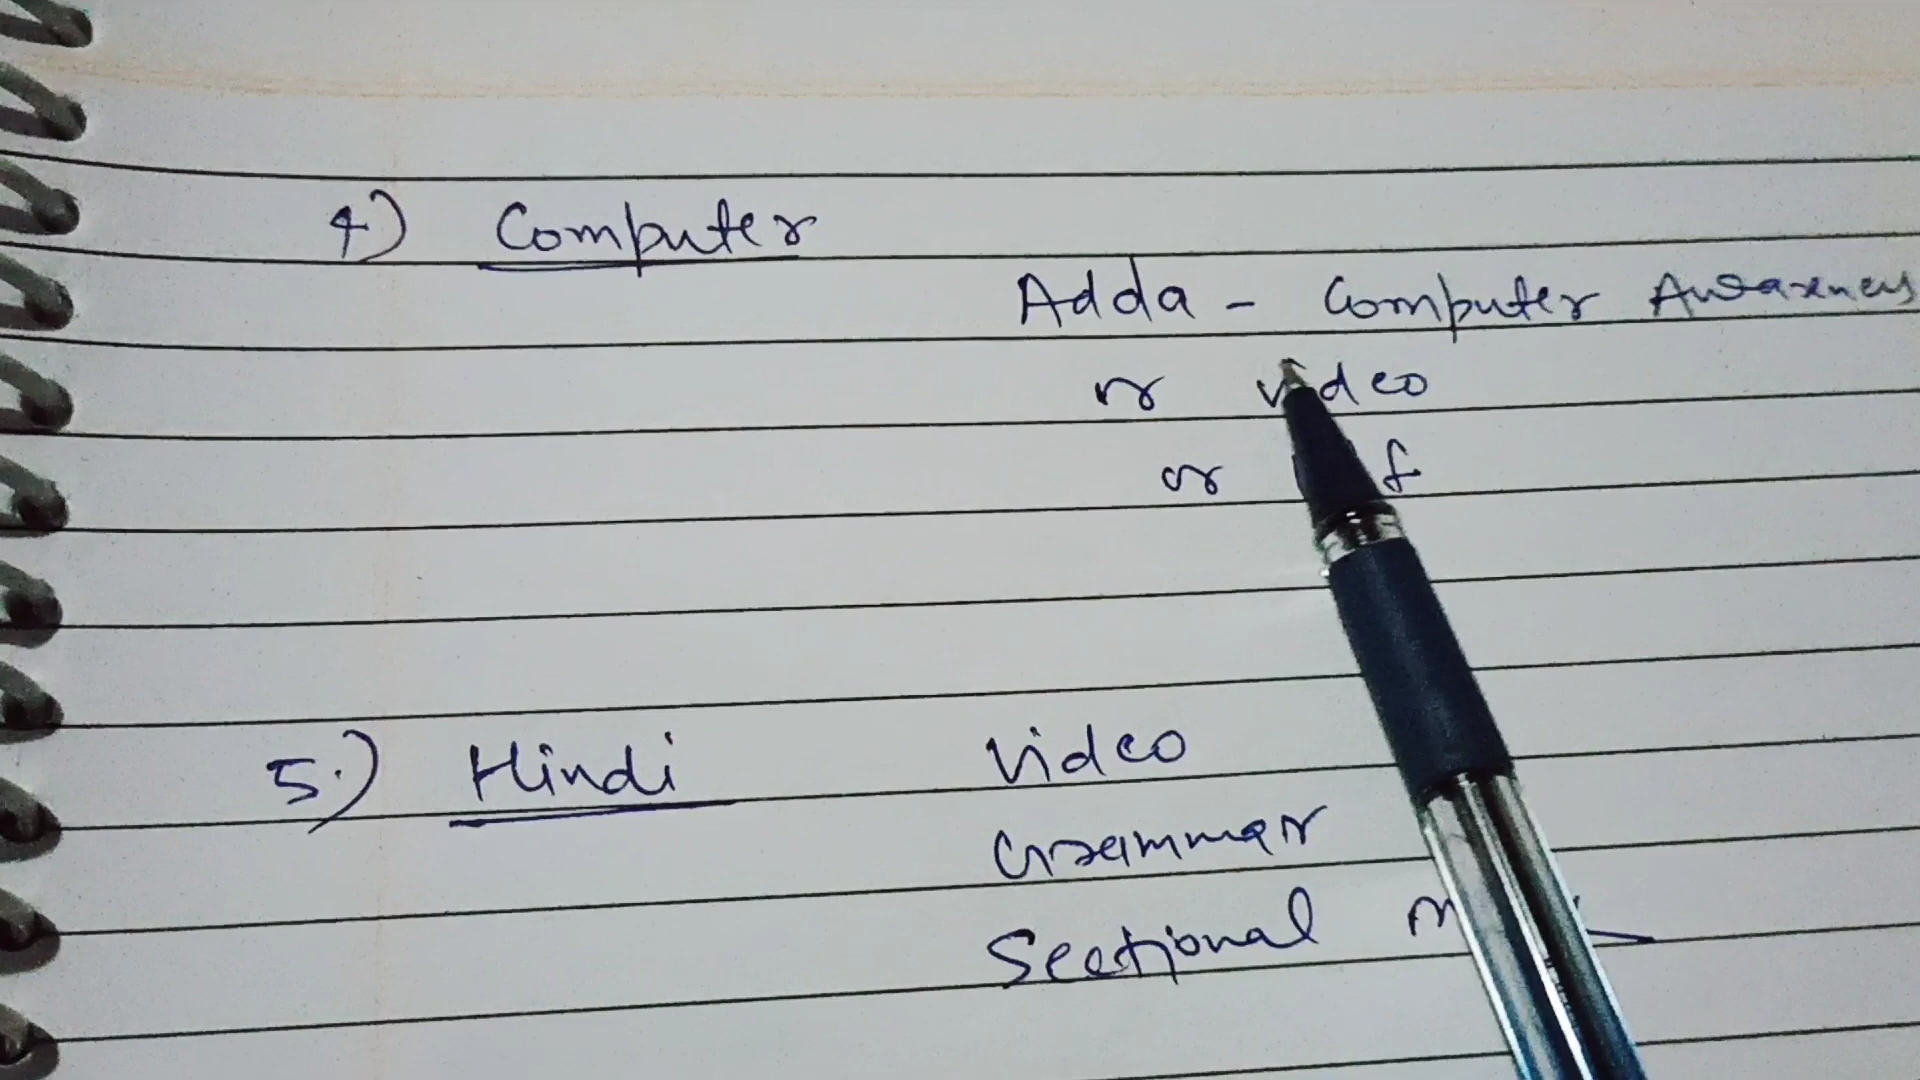 4) Computer
Adda - Computer Awareness
or video
or
5.) Hindi Video
Grammar
Sectional